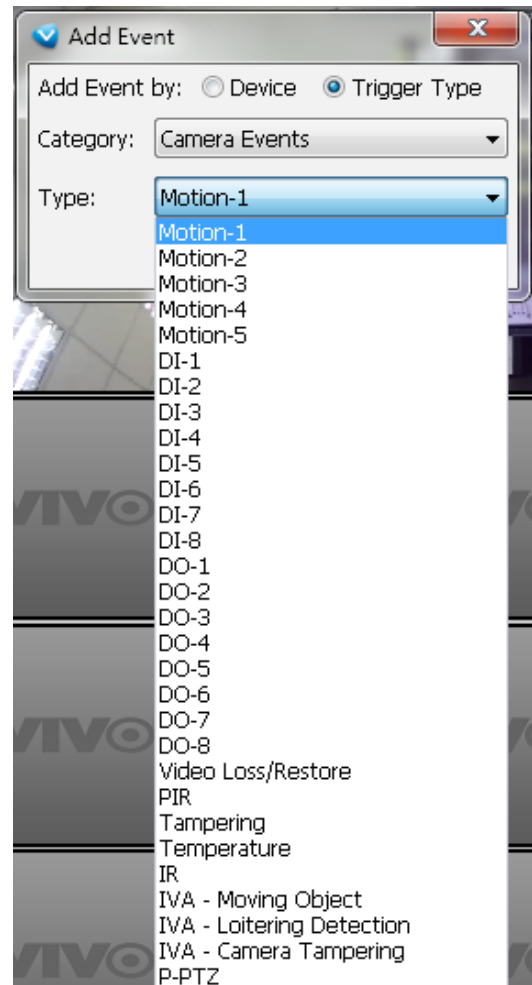 Add Event
Add Event by: Device Trigger Type
Category: Camera Events
Type: Motion-1
Motion-1
Motion-2
Motion-3
Motion-4
Motion-5
DI-1
DI-2
DI-3
DI-4
DI-5
DI-6
DI-7
DI-8
DO-1
DO-2
DO-3
DO-4
DO-5
DO-6
DO-7
DO-8
Video Loss/Restore
PIR
Tampering
Temperature
IR
IVA - Moving Object
IVA - Loitering Detection
IVA - Camera Tampering
P-PTZ
VIVO
VIVO
VIVO